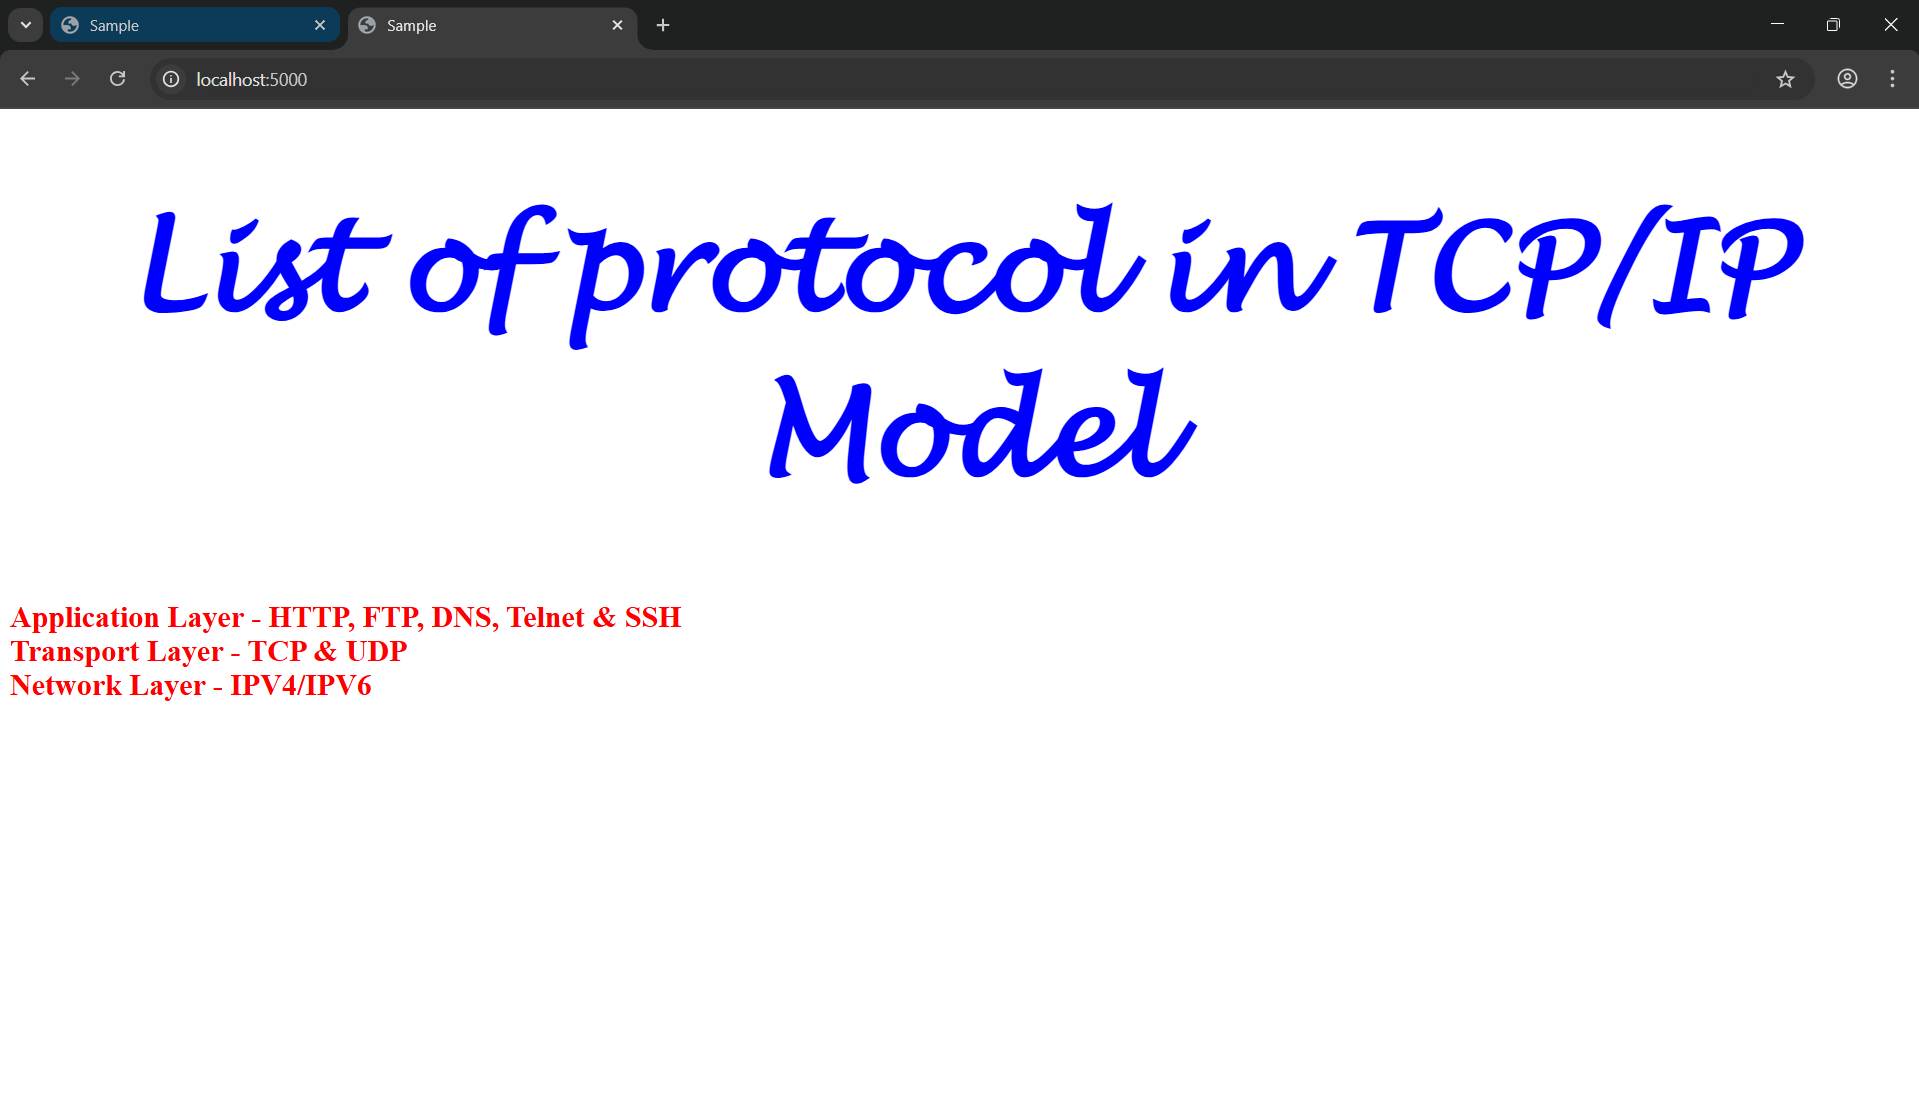 Sample
Sample
localhost:5000
List of protocol in TCP/IP
Model
Application Layer - HTTP, FTP, DNS, Telnet & SSH
Transport Layer - TCP & UDP
Network Layer - IPV4/IPV6